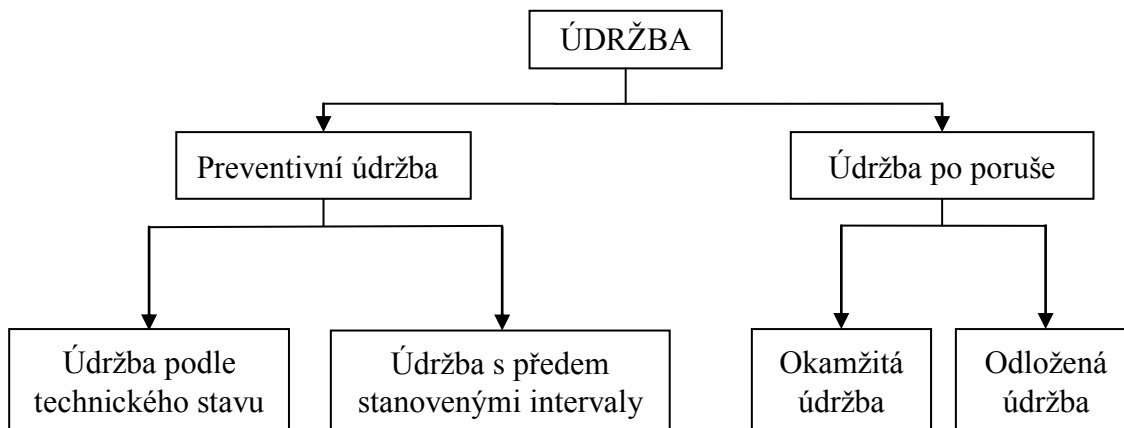 ÚDRŽBA
Preventivní údržba
Údržba po poruše
Údržba podle
technického stavu
Údržba s předem
stanovenými intervaly
Okamžitá
údržba
Odložená
údržba